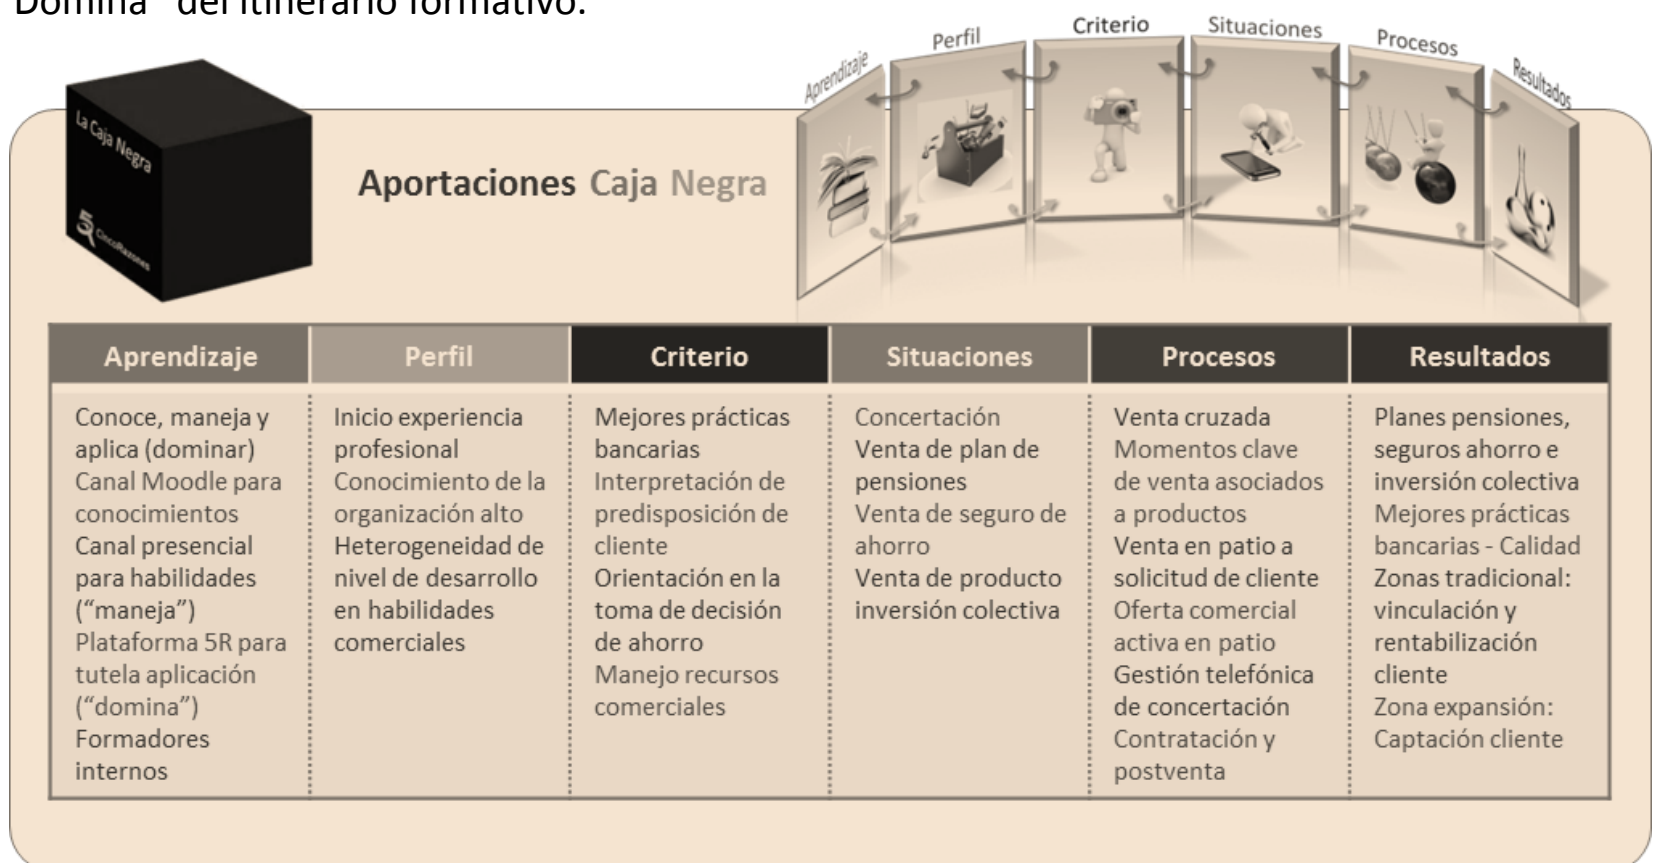 Domina" del itinerario formativo.
Aprendizaje
Perfil
Criterio
Situaciones
Procesos
Resultados
La Caja Negra
5R
CincoRazones
Aportaciones Caja Negra
Aprendizaje
Conoce, maneja y
aplica (dominar)
Canal Moodle para
conocimientos
Canal presencial
para habilidades
(“maneja”)
Plataforma 5R para
tutela aplicación
(“domina”)
Formadores
internos
Perfil
Inicio experiencia
profesional
Conocimiento de la
organización alto
Heterogeneidad de
nivel de desarrollo
en habilidades
comerciales
Criterio
Mejores prácticas
bancarias
Interpretación de
predisposición de
cliente
Orientación en la
toma de decisión
de ahorro
Manejo recursos
comerciales
Situaciones
Concertación
Venta de plan de
pensiones
Venta de seguro de
ahorro
Venta de producto
inversión colectiva
Procesos
Venta cruzada
Momentos clave
de venta asociados
a productos
Venta en patio a
solicitud de cliente
Oferta comercial
activa en patio
Gestión telefónica
de concertación
Contratación y
postventa
Resultados
Planes pensiones,
seguros ahorro e
inversión colectiva
Mejores prácticas
bancarias - Calidad
Zonas tradicional:
vinculación y
rentabilización
cliente
Zona expansión:
Captación cliente